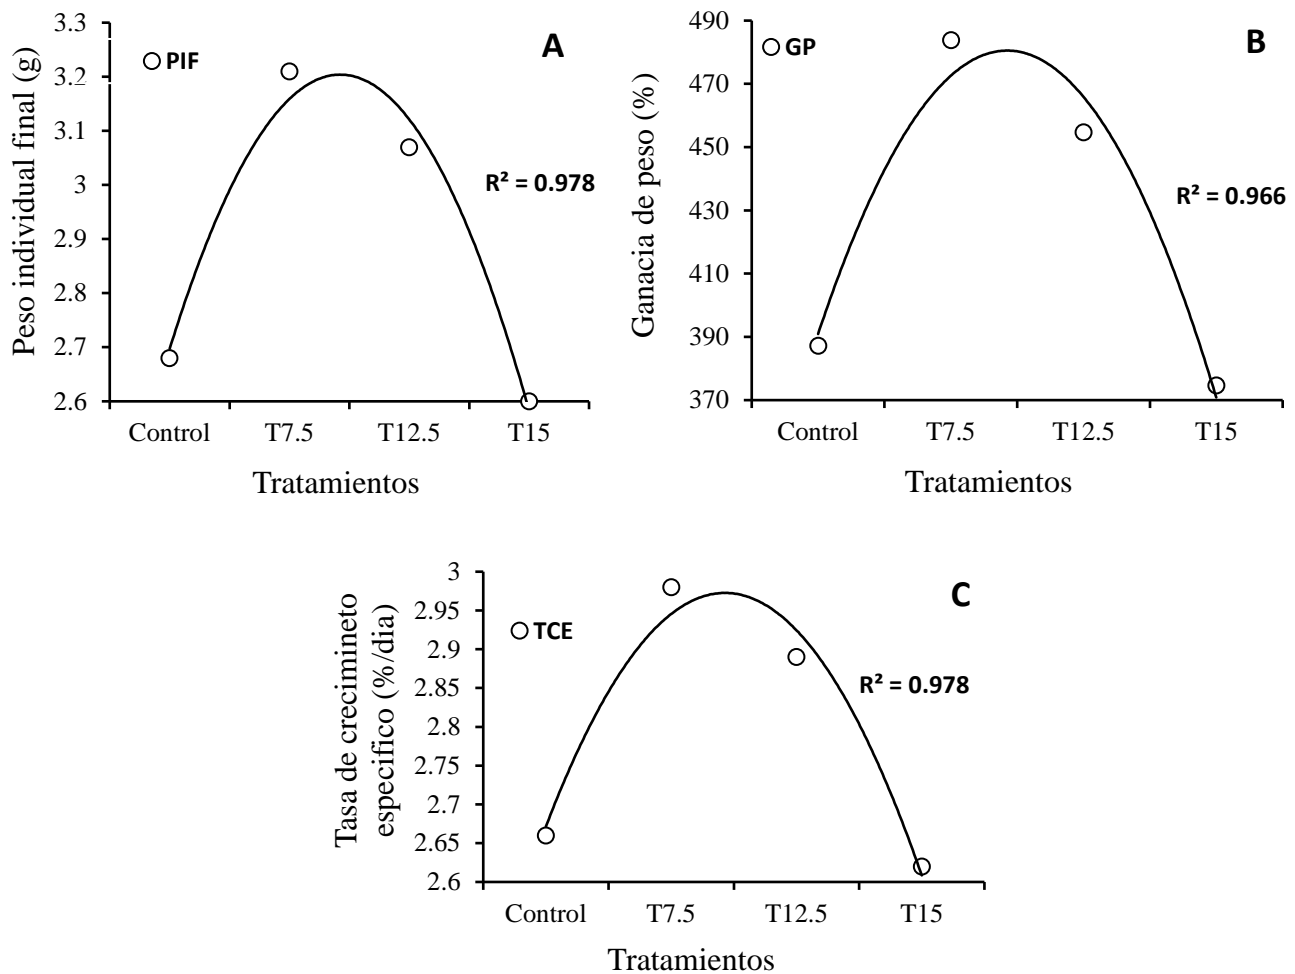 A
PIF
Peso individual final (g)
3.3
3.2
3.2
3.1
3
2.9
2.8
2.7
2.6
R² = 0.978
Control T7.5 T12.5 T15
Tratamientos
B
GP
Ganacia de peso (%)
490
470
450
430
410
390
370
R² = 0.966
Control T7.5 T12.5 T15
Tratamientos
C
TCE
Tasa de crecimineto
especifico (%/dia)
3
2.95
2.9
2.85
2.8
2.75
2.7
2.65
2.6
R² = 0.978
Control T7.5 T12.5 T15
Tratamientos